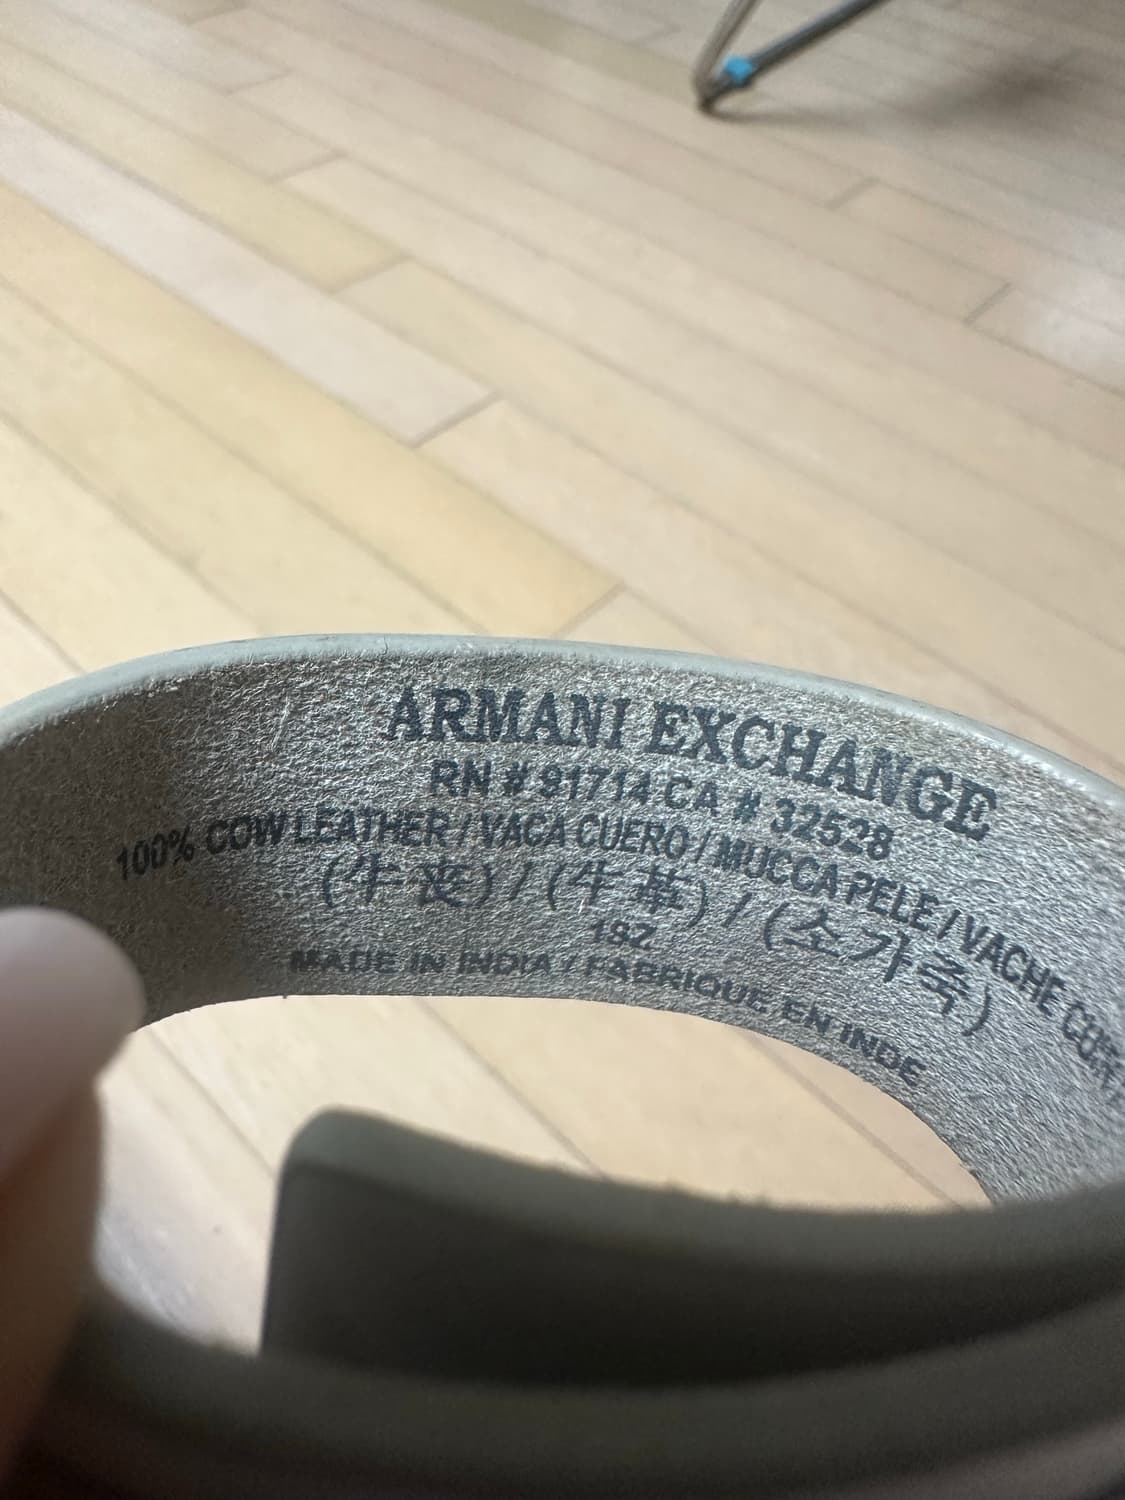 ARMANI EXCHANGE
RN # 91714 CA # 32528
100% COW LEATHER / VACA CUERO / MUCCA PELE / VACHE
(牛皮) / (牛革) / (소가죽)
MADE IN INDIA / FABRIQUE EN INDE